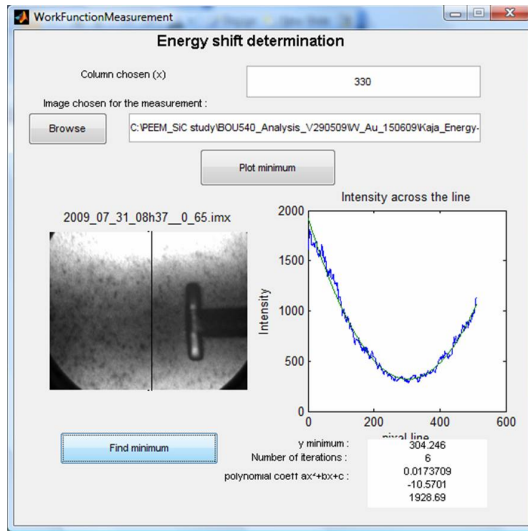 WorkFunctionMeasurement
Energy shift determination
Column chosen (x)
330
Image chosen for the measurement :
Browse
C:\PEEM_SiC study\BOU540_Analysis_V290509\W_Au_150609\Kaja_Energy-
Plot minimum
2009_07_31_08h37__0_65.imx
Intensity across the line
2000
1500
1000
500
0
Intensity
0 200 400 600
pixel line
Find minimum
y minimum :
304.246
Number of iterations :
6
polynomial coeff ax²+bx+c :
0.0173709
-10.5701
1928.69